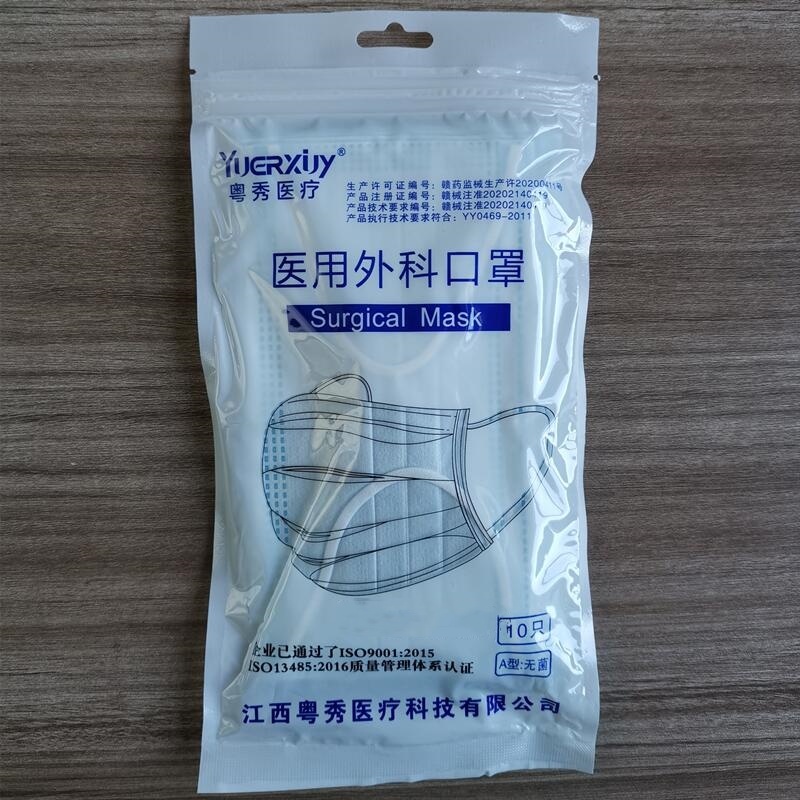 YUERXIUY®
粤秀医疗
生产许可证编号：赣药监械生产许20200411号
产品注册证编号：赣械注准20202140419
产品技术要求编号：赣械注准20202140
产品执行技术要求符合：YY0469-2011
医用外科口罩
Surgical Mask
10只
企业已通过了ISO9001:2015
A型:无菌
ISO13485:2016质量管理体系认证
江西粤秀医疗科技有限公司